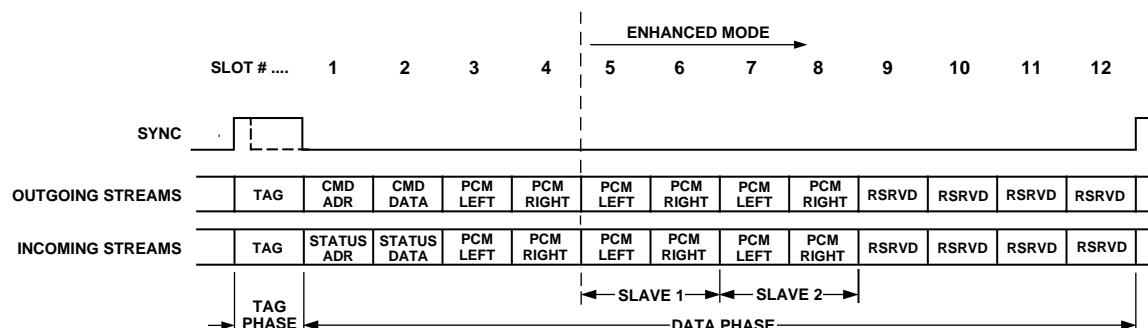 ENHANCED MODE
SLOT # .... 1 2 3 4 5 6 7 8 9 10 11 12
SYNC
OUTGOING STREAMS TAG CMD ADR CMD DATA PCM LEFT PCM RIGHT PCM LEFT PCM RIGHT PCM LEFT PCM RIGHT RSRVD RSRVD RSRVD RSRVD
INCOMING STREAMS TAG STATUS ADR STATUS DATA PCM LEFT PCM RIGHT PCM LEFT PCM RIGHT PCM LEFT PCM RIGHT RSRVD RSRVD RSRVD RSRVD
SLAVE 1 SLAVE 2
TAG PHASE DATA PHASE